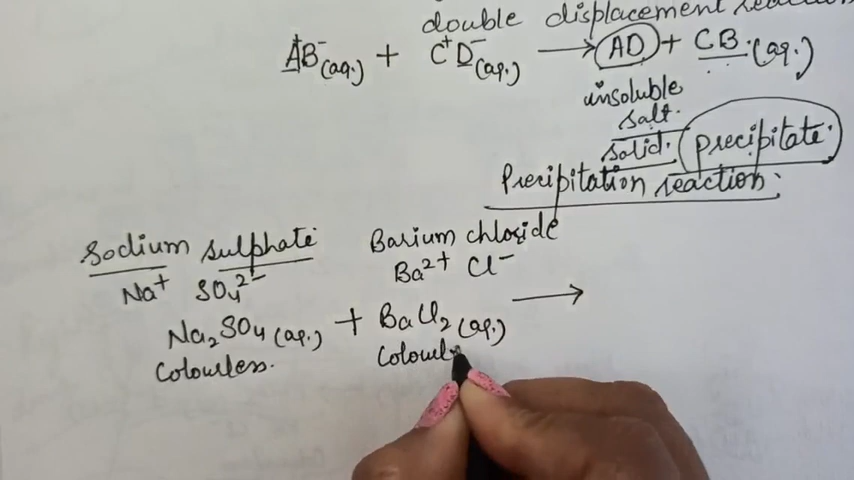 double displacement reaction
A⁺B⁻(aq.) + C⁺D⁻(aq.) → AD + CB (aq.)
insoluble
salt.
solid. precipitate.
Precipitation reaction.
Sodium sulphate Barium chloride
Na⁺ SO₄²⁻ Ba²⁺ Cl⁻
Na₂SO₄ (aq.) + BaCl₂ (aq.) →
Colourless. Colourl